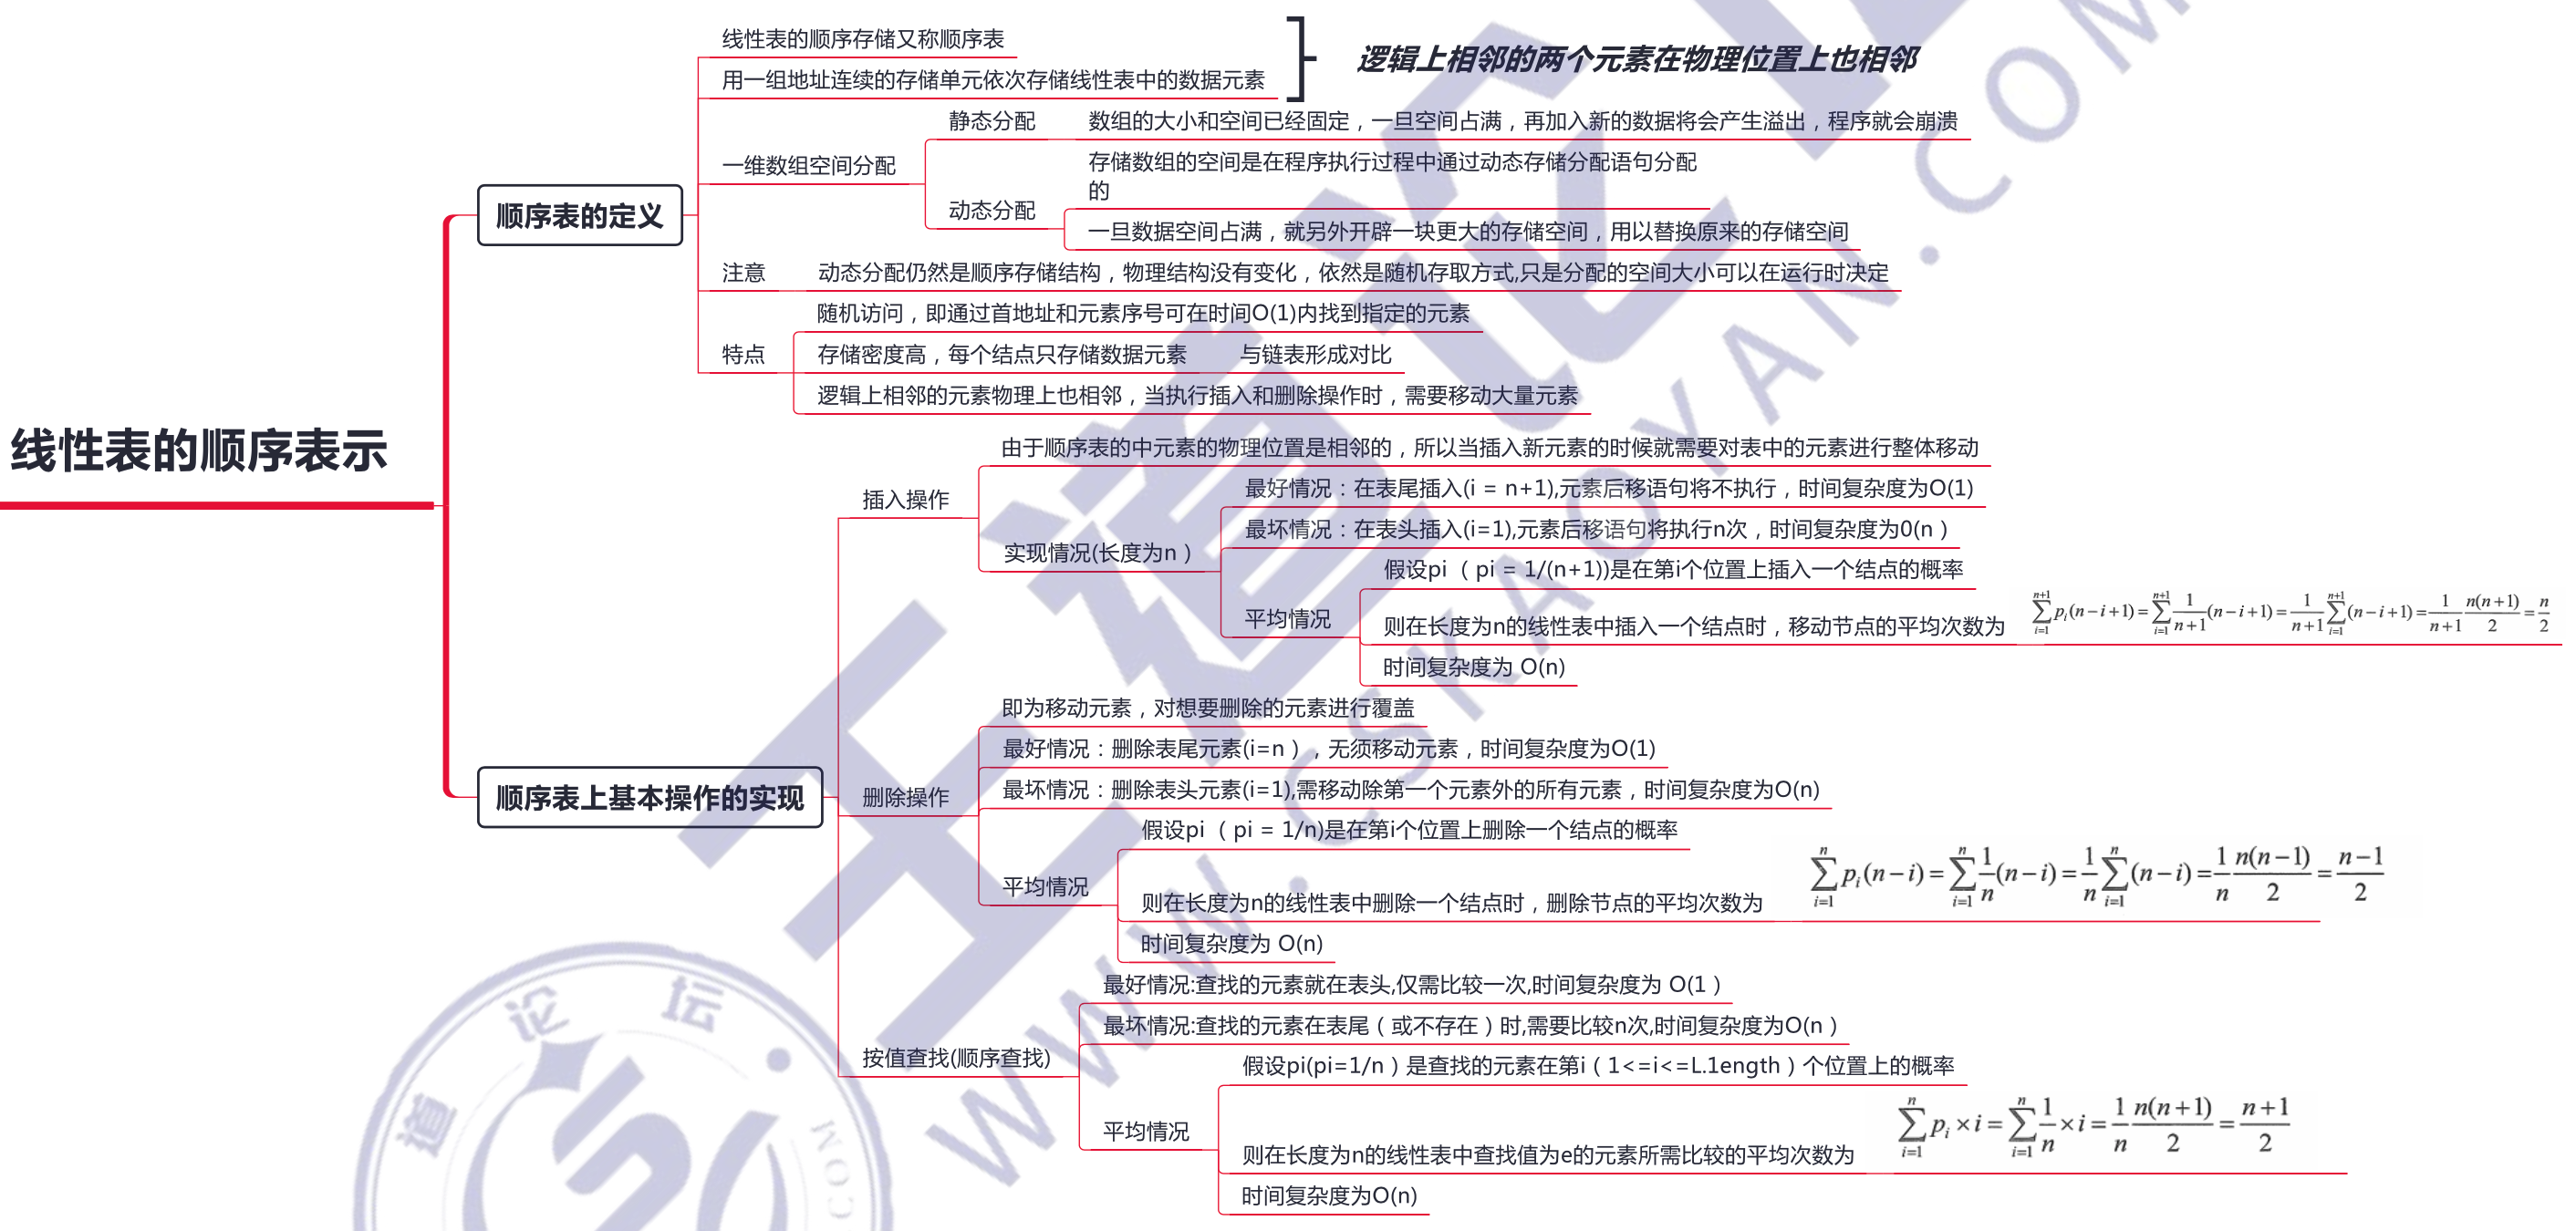 线性表的顺序表示
顺序表的定义
线性表的顺序存储又称顺序表
用一组地址连续的存储单元依次存储线性表中的数据元素
逻辑上相邻的两个元素在物理位置上也相邻
一维数组空间分配
静态分配
数组的大小和空间已经固定，一旦空间占满，再加入新的数据将会产生溢出，程序就会崩溃
动态分配
存储数组的空间是在程序执行过程中通过动态存储分配语句分配
的
一旦数据空间占满，就另外开辟一块更大的存储空间，用以替换原来的存储空间
注意
动态分配仍然是顺序存储结构，物理结构没有变化，依然是随机存取方式,只是分配的空间大小可以在运行时决定
特点
随机访问，即通过首地址和元素序号可在时间O(1)内找到指定的元素
存储密度高，每个结点只存储数据元素 与链表形成对比
逻辑上相邻的元素物理上也相邻，当执行插入和删除操作时，需要移动大量元素
顺序表上基本操作的实现
插入操作
由于顺序表的中元素的物理位置是相邻的，所以当插入新元素的时候就需要对表中的元素进行整体移动
实现情况(长度为n）
最好情况：在表尾插入(i = n+1),元素后移语句将不执行，时间复杂度为O(1)
最坏情况：在表头插入(i=1),元素后移语句将执行n次，时间复杂度为0(n）
平均情况
假设pi （ pi = 1/(n+1))是在第i个位置上插入一个结点的概率
则在长度为n的线性表中插入一个结点时，移动节点的平均次数为
\sum_{i=1}^{n+1} p_i(n-i+1)=\sum_{i=1}^{n+1}\frac{1}{n+1}(n-i+1)=\frac{1}{n+1}\sum_{i=1}^{n+1}(n-i+1)=\frac{1}{n+1}\frac{n(n+1)}{2}=\frac{n}{2}
时间复杂度为 O(n)
删除操作
即为移动元素，对想要删除的元素进行覆盖
最好情况：删除表尾元素(i=n），无须移动元素，时间复杂度为O(1)
最坏情况：删除表头元素(i=1),需移动除第一个元素外的所有元素，时间复杂度为O(n)
平均情况
假设pi （ pi = 1/n)是在第i个位置上删除一个结点的概率
则在长度为n的线性表中删除一个结点时，删除节点的平均次数为
\sum_{i=1}^{n} p_i(n-i)=\sum_{i=1}^{n}\frac{1}{n}(n-i)=\frac{1}{n}\sum_{i=1}^{n}(n-i)=\frac{1}{n}\frac{n(n-1)}{2}=\frac{n-1}{2}
时间复杂度为 O(n)
按值查找(顺序查找)
最好情况:查找的元素就在表头,仅需比较一次,时间复杂度为 O(1）
最坏情况:查找的元素在表尾（或不存在）时,需要比较n次,时间复杂度为O(n）
平均情况
假设pi(pi=1/n）是查找的元素在第i（1<=i<=L.1ength）个位置上的概率
则在长度为n的线性表中查找值为e的元素所需比较的平均次数为
\sum_{i=1}^{n} p_i×i=\sum_{i=1}^{n}\frac{1}{n}×i=\frac{1}{n}\frac{n(n+1)}{2}=\frac{n+1}{2}
时间复杂度为O(n)
王道论
WWW.CSKAOYAN.COM
道论坛
COM